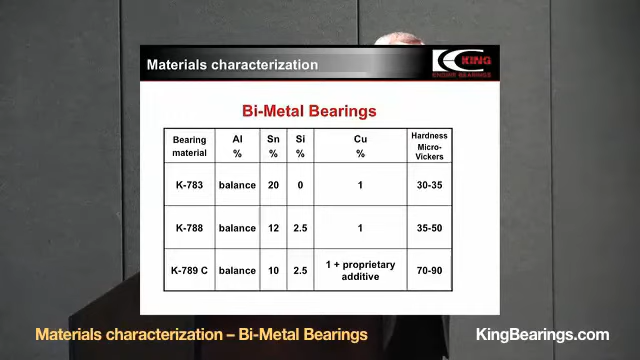 Materials characterization
KING
ENGINE BEARINGS
Bi-Metal Bearings
Bearing material Al % Sn % Si % Cu % Hardness Micro-Vickers
K-783 balance 20 0 1 30-35
K-788 balance 12 2.5 1 35-50
K-789 C balance 10 2.5 1 + proprietary additive 70-90
Materials characterization – Bi-Metal Bearings
KingBearings.com